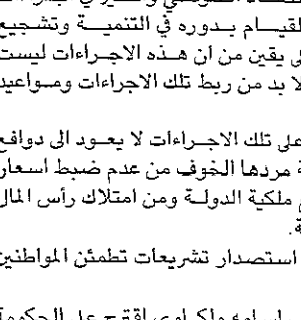 القيام بدوره في التنمية وتشجيع
ى يقين من ان هذه الاجراءات ليست
لا بد من ربط تلك الاجراءات ومواعيد
على تلك الاجراءات لا يعود الى دوافع
ة مردها الخوف من عدم ضبط اسعار
ملكية الدولة ومن امتلاك رأس المال
استصدار تشريعات تطمئن المواطنين